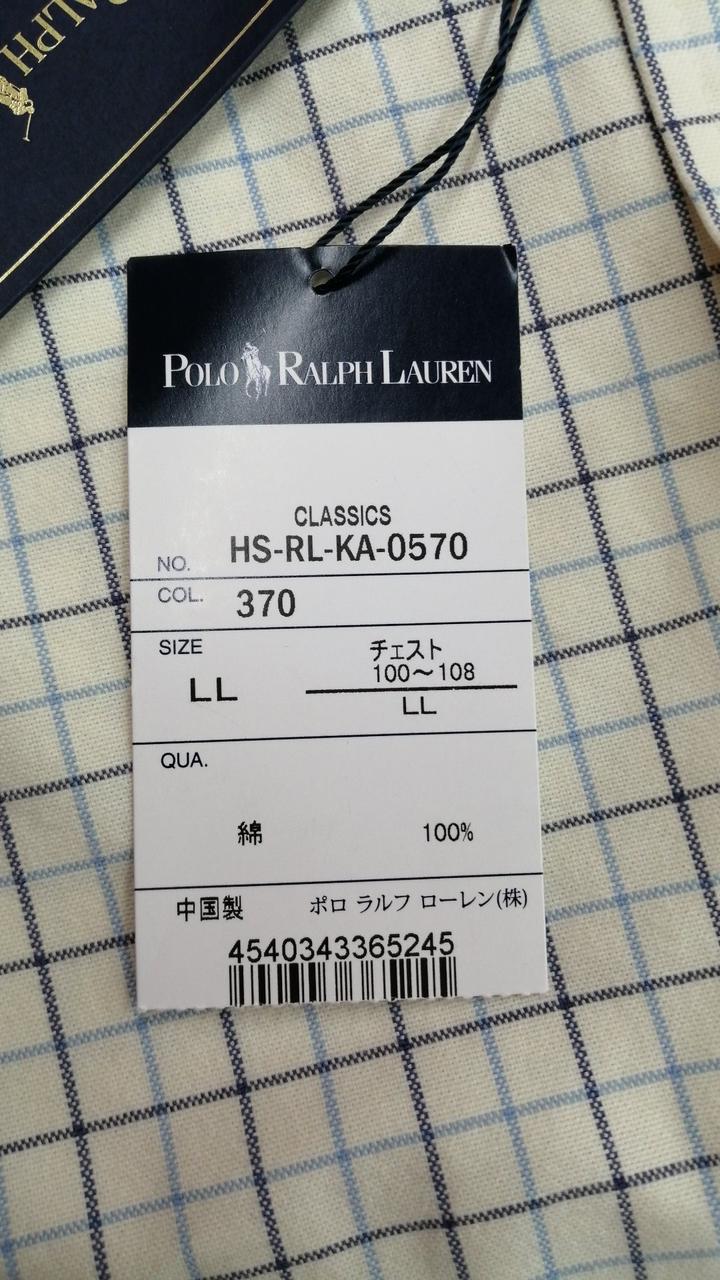 RALPH
POLO RALPH LAUREN
CLASSICS
NO. HS-RL-KA-0570
COL. 370
SIZE
チェスト
100～108
LL
LL
QUA.
綿 100%
中国製 ポロ ラルフ ローレン(株)
4540343365245